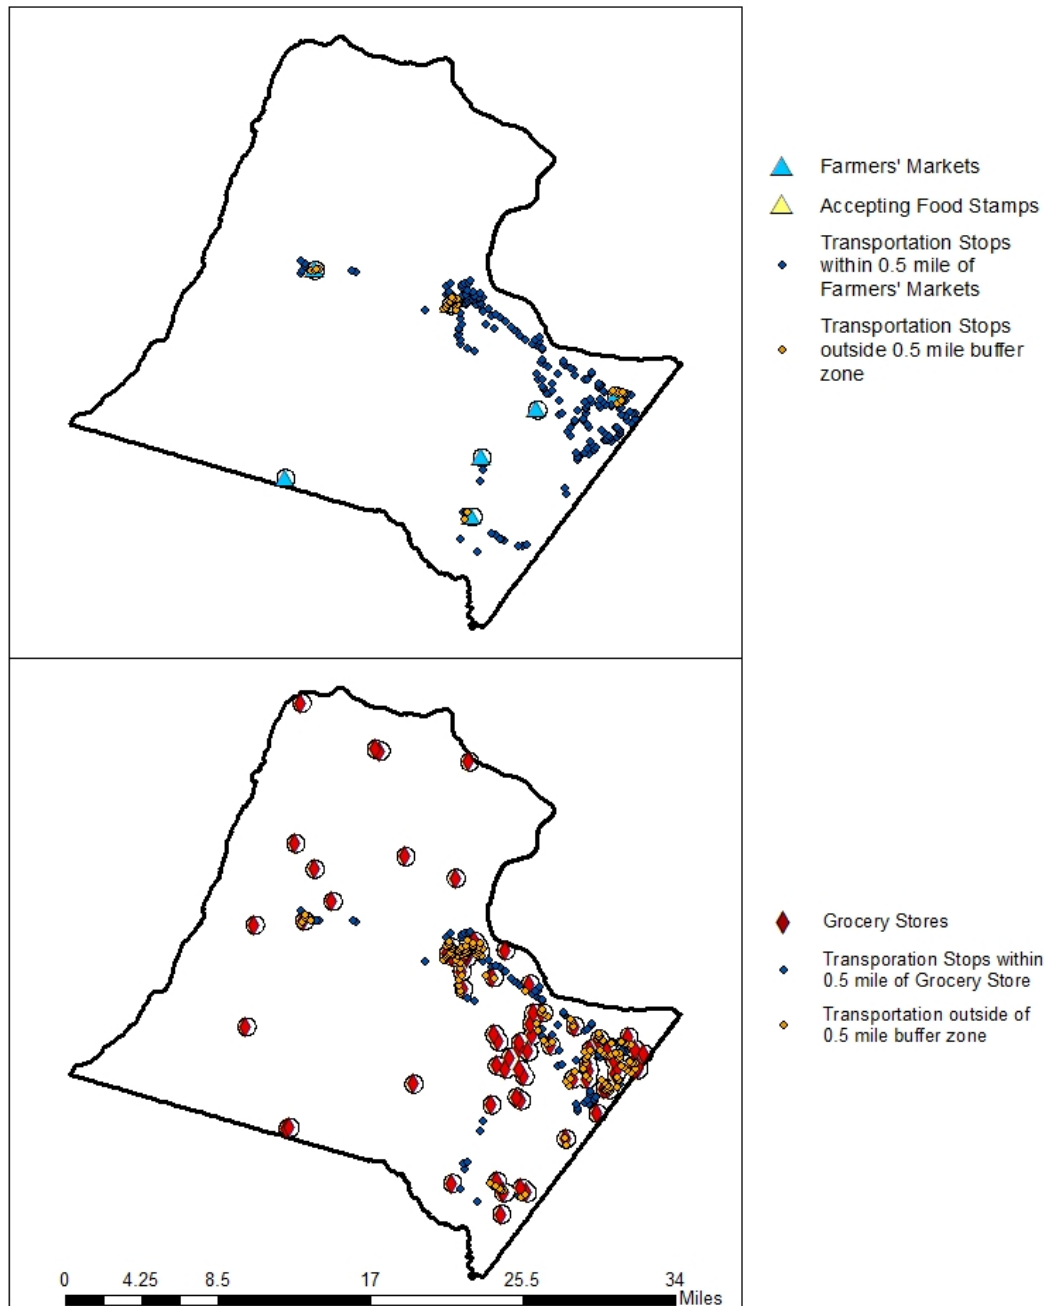 Farmers' Markets
Accepting Food Stamps
Transportation Stops
within 0.5 mile of
Farmers' Markets
Transportation Stops
outside 0.5 mile buffer
zone
Grocery Stores
Transporation Stops within
0.5 mile of Grocery Store
Transportation outside of
0.5 mile buffer zone
0 4.25 8.5 17 25.5 34
Miles